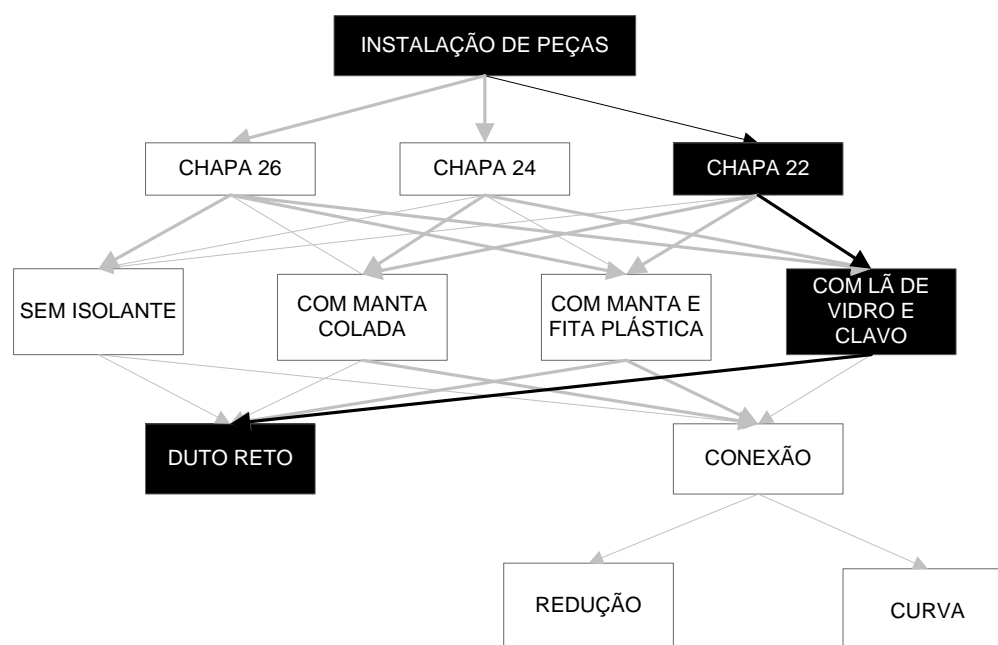 INSTALAÇÃO DE PEÇAS
CHAPA 26
CHAPA 24
CHAPA 22
SEM ISOLANTE
COM MANTA
COLADA
COM MANTA E
FITA PLÁSTICA
COM LÃ DE
VIDRO E
CLAVO
DUTO RETO
CONEXÃO
REDUÇÃO
CURVA